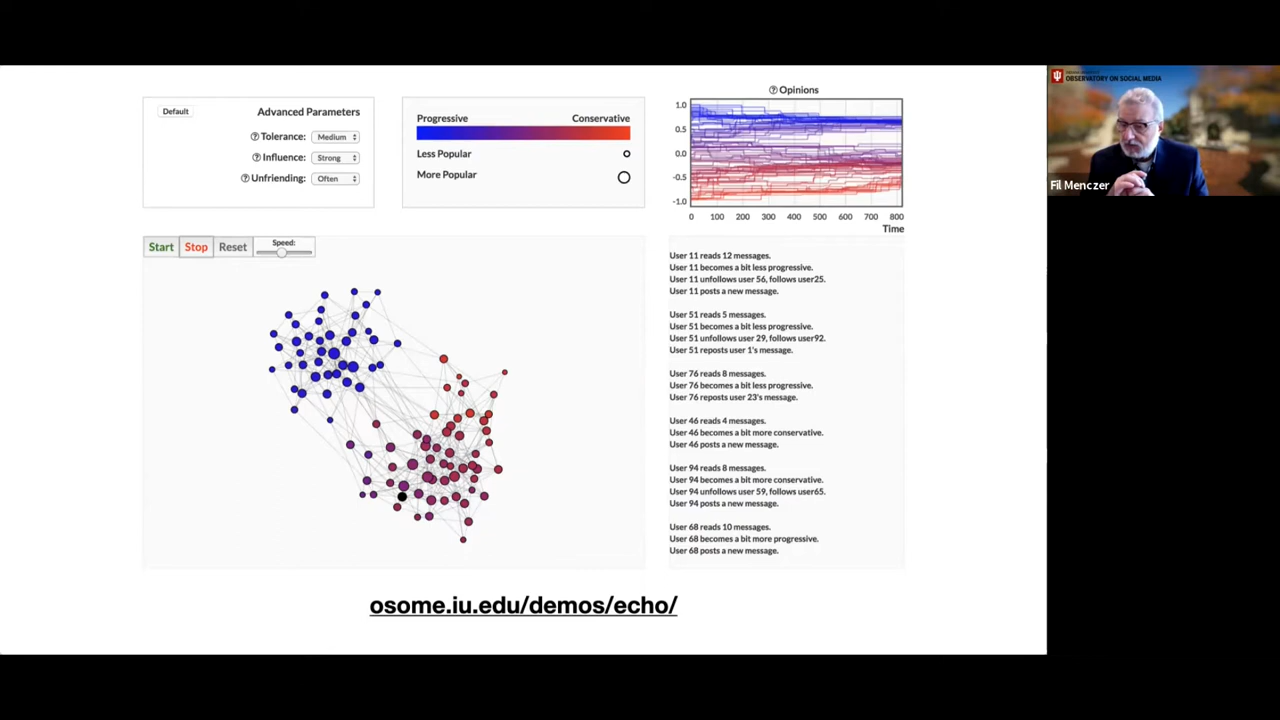 Default
Advanced Parameters
? Tolerance: Medium
? Influence: Strong
? Unfriending: Often
Progressive Conservative
Less Popular
More Popular
? Opinions
1.0
0.5
0.0
-0.5
-1.0
0 100 200 300 400 500 600 700 800
Time
OBSERVATORY ON SOCIAL MEDIA
Fil Menczer
Start Stop Reset Speed:
User 11 reads 12 messages.
User 11 becomes a bit less progressive.
User 11 unfollows user 56, follows user25.
User 11 posts a new message.
User 51 reads 5 messages.
User 51 becomes a bit less progressive.
User 51 unfollows user 29, follows user92.
User 51 reposts user 1's message.
User 76 reads 8 messages.
User 76 becomes a bit less progressive.
User 76 reposts user 23's message.
User 46 reads 4 messages.
User 46 becomes a bit more conservative.
User 46 posts a new message.
User 94 reads 8 messages.
User 94 becomes a bit more conservative.
User 94 unfollows user 59, follows user65.
User 94 posts a new message.
User 68 reads 10 messages.
User 68 becomes a bit more progressive.
User 68 posts a new message.
osome.iu.edu/demos/echo/